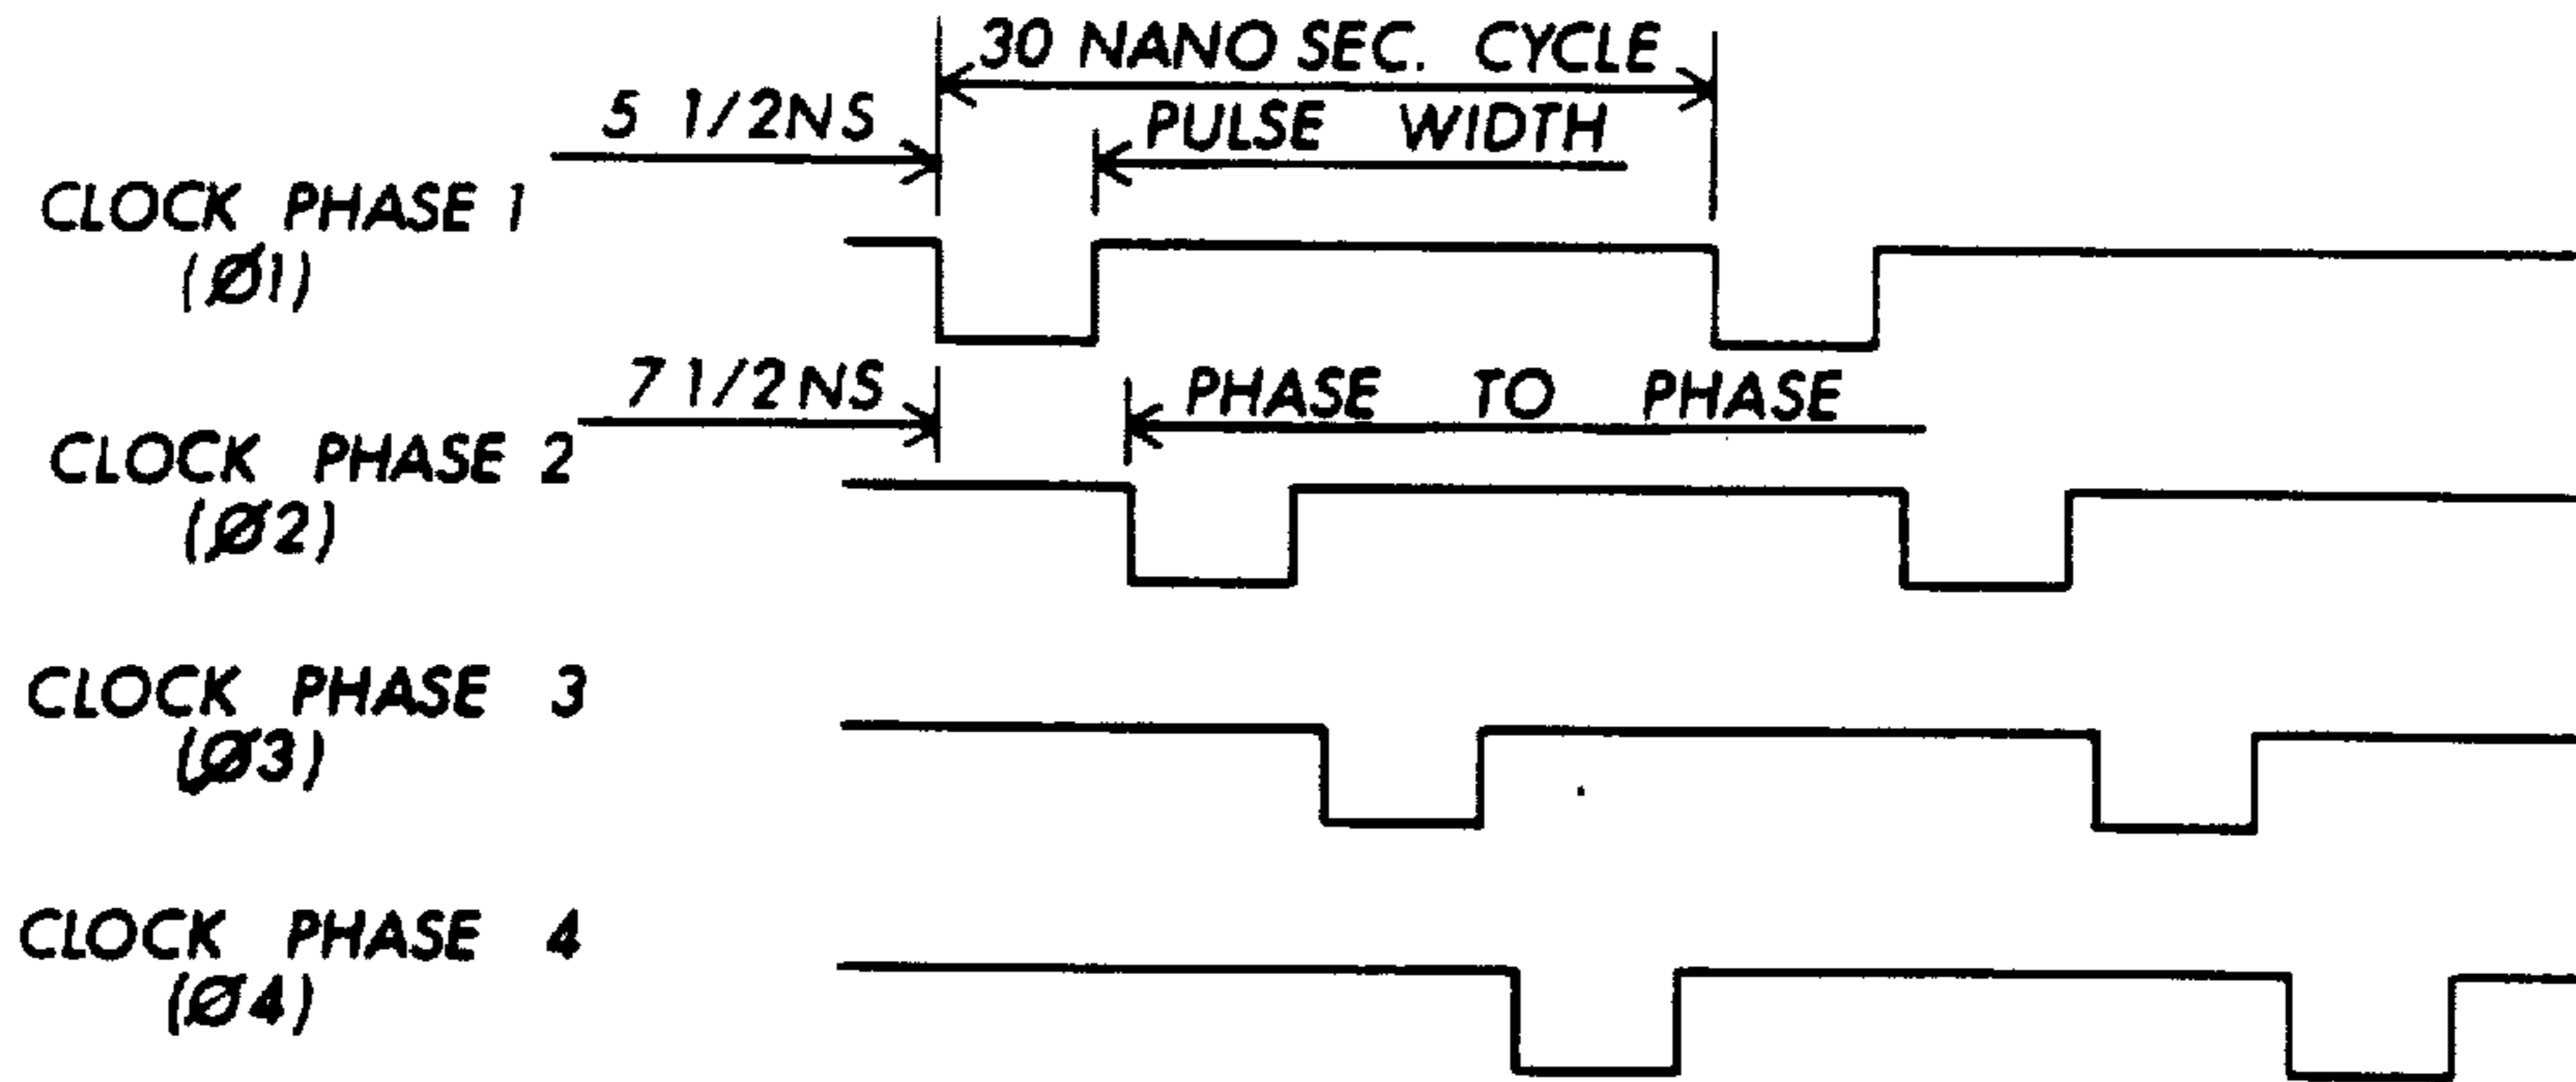 30 NANO SEC. CYCLE
5 1/2NS
PULSE WIDTH
CLOCK PHASE 1
(Ø1)
7 1/2NS
PHASE TO PHASE
CLOCK PHASE 2
(Ø2)
CLOCK PHASE 3
(Ø3)
CLOCK PHASE 4
(Ø4)